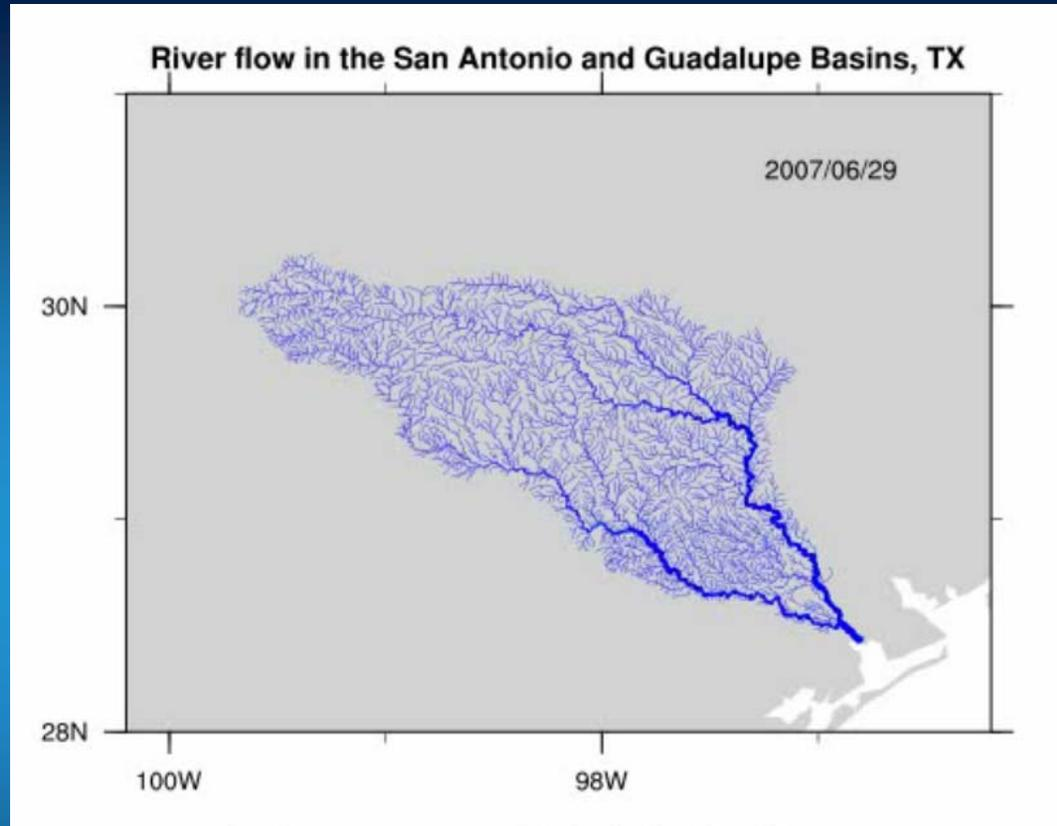 River flow in the San Antonio and Guadalupe Basins, TX
2007/06/29
30N
28N
100W
98W